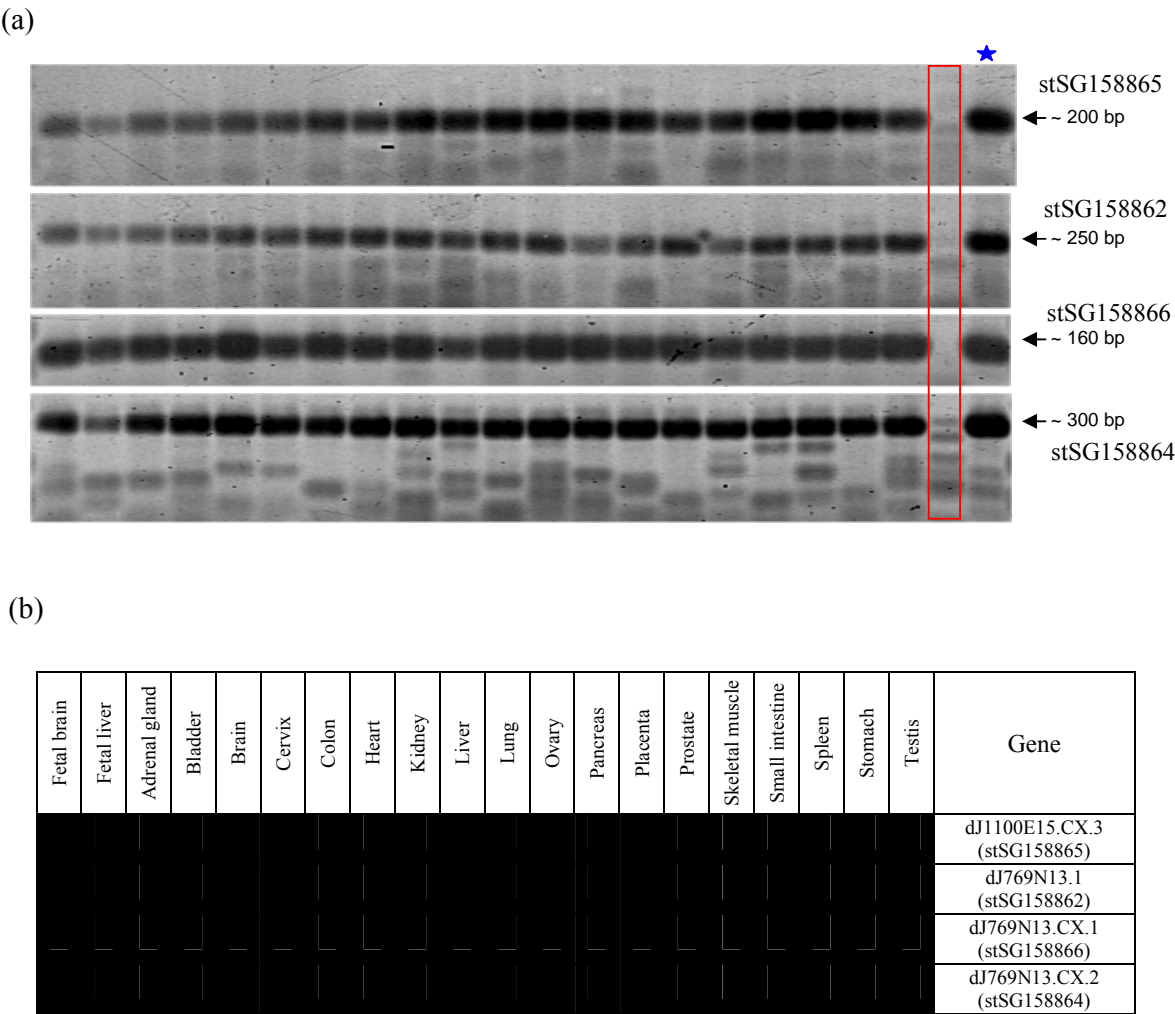 (a)
stSG158865
~ 200 bp
stSG158862
~ 250 bp
stSG158866
~ 160 bp
~ 300 bp
stSG158864
(b)
Fetal brain
Fetal liver
Adrenal gland
Bladder
Brain
Cervix
Colon
Heart
Kidney
Liver
Lung
Ovary
Pancreas
Placenta
Prostate
Skeletal muscle
Small intestine
Spleen
Stomach
Testis
Gene
dJ1100E15.CX.3
(stSG158865)
dJ769N13.1
(stSG158862)
dJ769N13.CX.1
(stSG158866)
dJ769N13.CX.2
(stSG158864)